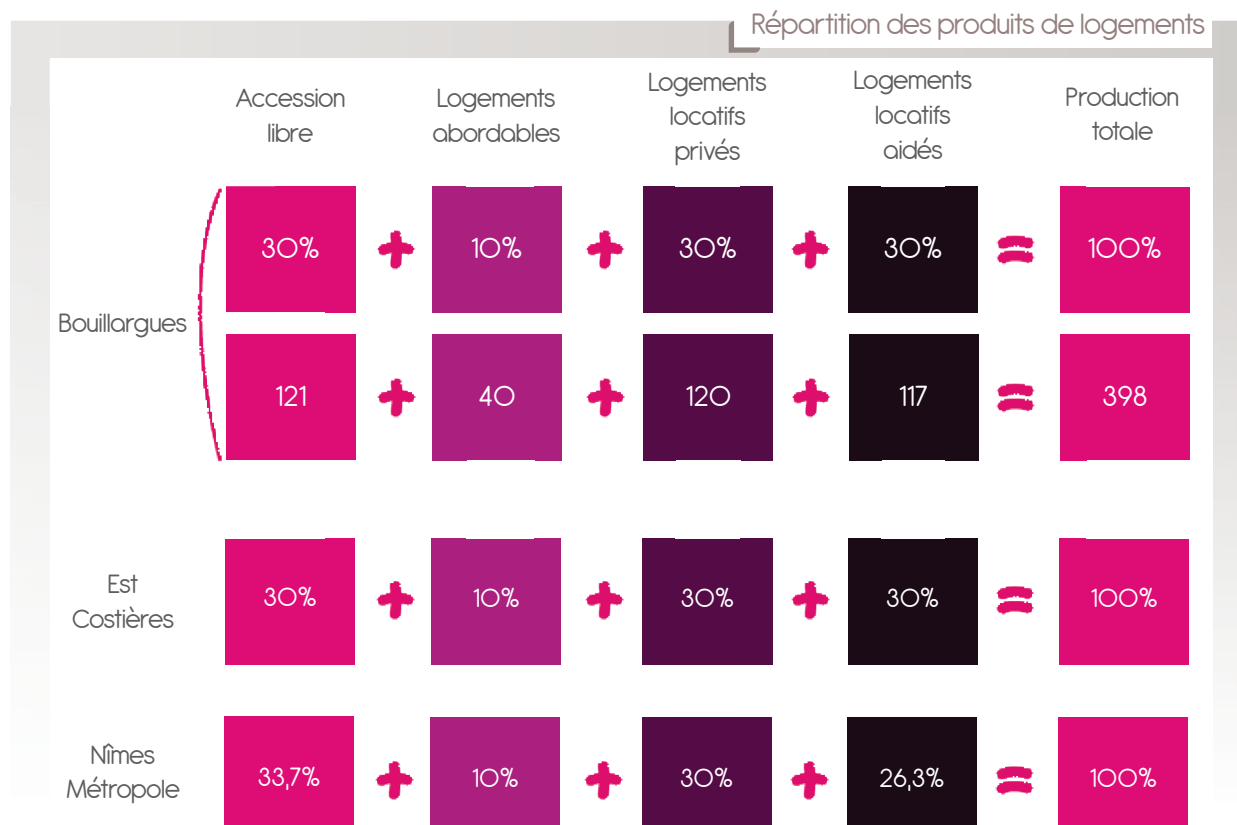 Répartition des produits de logements
Accession
libre
Logements
abordables
Logements
locatifs
privés
Logements
locatifs
aidés
Production
totale
Bouillargues
30% + 10% + 30% + 30% = 100%
121 + 40 + 120 + 117 = 398
Est
Costières
30% + 10% + 30% + 30% = 100%
Nîmes
Métropole
33,7% + 10% + 30% + 26,3% = 100%